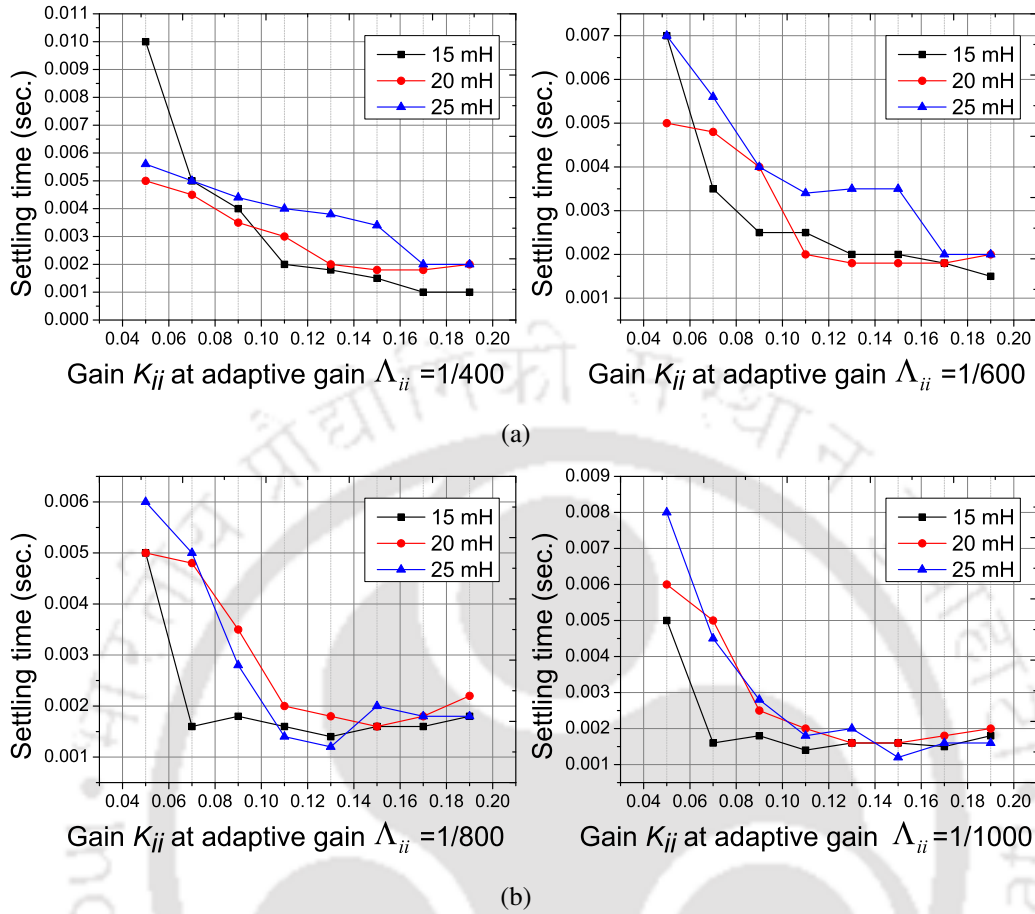 Settling time (sec.)
0.011
0.010
0.009
0.008
0.007
0.006
0.005
0.004
0.003
0.002
0.001
0.000
15 mH
20 mH
25 mH
0.04 0.06 0.08 0.10 0.12 0.14 0.16 0.18 0.20
Gain K_ii at adaptive gain Λ_ii =1/400
Settling time (sec.)
0.007
0.006
0.005
0.004
0.003
0.002
0.001
15 mH
20 mH
25 mH
0.04 0.06 0.08 0.10 0.12 0.14 0.16 0.18 0.20
Gain K_ii at adaptive gain Λ_ii =1/600
(a)
Settling time (sec.)
0.006
0.005
0.004
0.003
0.002
0.001
15 mH
20 mH
25 mH
0.04 0.06 0.08 0.10 0.12 0.14 0.16 0.18 0.20
Gain K_ii at adaptive gain Λ_ii =1/800
Settling time (sec.)
0.009
0.008
0.007
0.006
0.005
0.004
0.003
0.002
0.001
15 mH
20 mH
25 mH
0.04 0.06 0.08 0.10 0.12 0.14 0.16 0.18 0.20
Gain K_ii at adaptive gain Λ_ii =1/1000
(b)